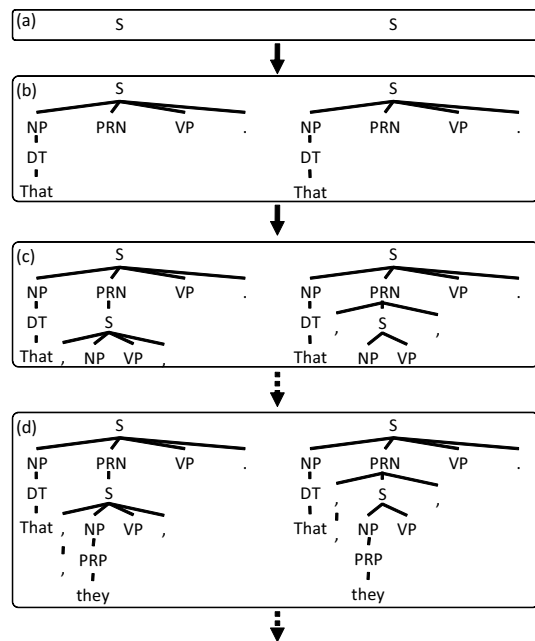 (a) S S
(b) S S
NP PRN VP . NP PRN VP .
DT DT
That That
(c) S S
NP PRN VP . NP PRN VP .
DT S DT , S ,
That , NP VP , That NP VP
(d) S S
NP PRN VP . NP PRN VP .
DT S DT , S ,
That , NP VP , That , NP VP
, PRP PRP
they they